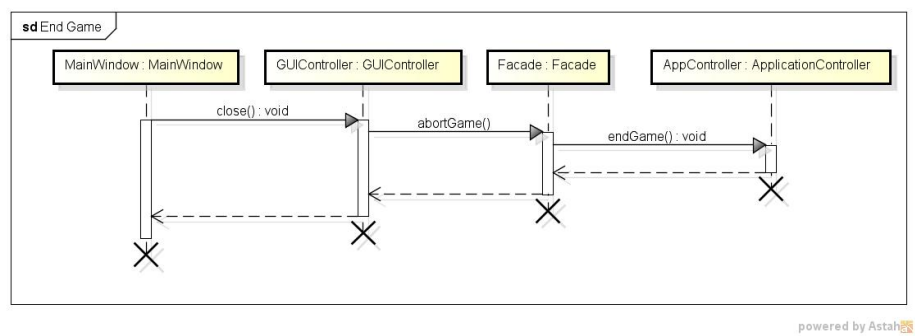 sd End Game
MainWindow : MainWindow
GUIController : GUIController
Facade : Facade
AppController : ApplicationController
close() : void
abortGame()
endGame() : void
powered by Astah